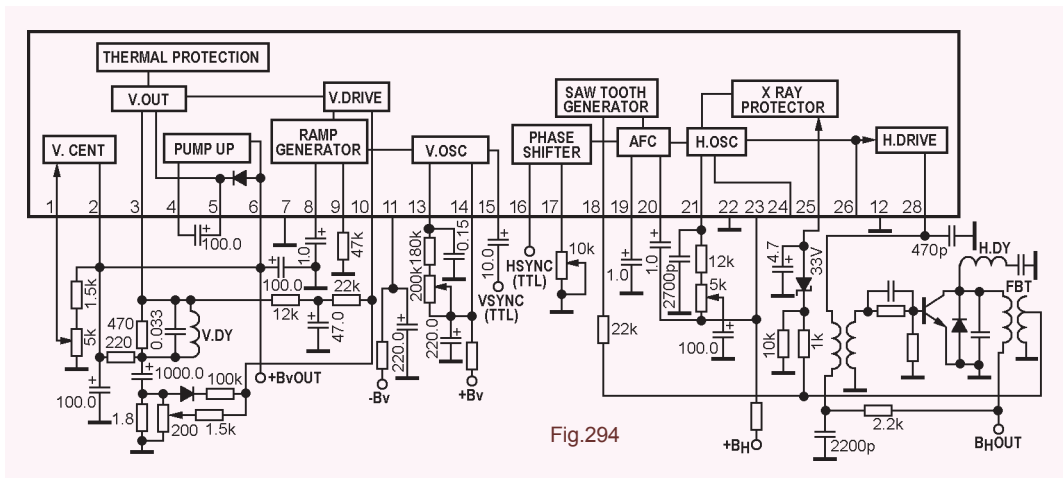 THERMAL PROTECTION
V.OUT
V.DRIVE
SAW TOOTH
GENERATOR
X RAY
PROTECTOR
V. CENT
PUMP UP
RAMP
GENERATOR
V.OSC
PHASE
SHIFTER
AFC
H.OSC
H.DRIVE
1
2
3
4
5
6
7
8
9
10
11
13
14
15
16
17
18
19
20
21
22
23
24
25
26
12
28
100.0
1.0
47k
180k
0.15
10.0
HSYNC
(TTL)
10k
1.0
1.0
2700p
12k
4.7
33V
470p
H.DY
FBT
1.5k
100.0
200k
VSYNC
(TTL)
5k
5k
470
0.033
V.DY
12k
47.0
22k
220.0
220.0
22k
100.0
10k
1k
220
1000.0
+BvOUT
-Bv
+Bv
100.0
100k
1.8
200
1.5k
Fig.294
+BH
2200p
2.2k
BHOUT